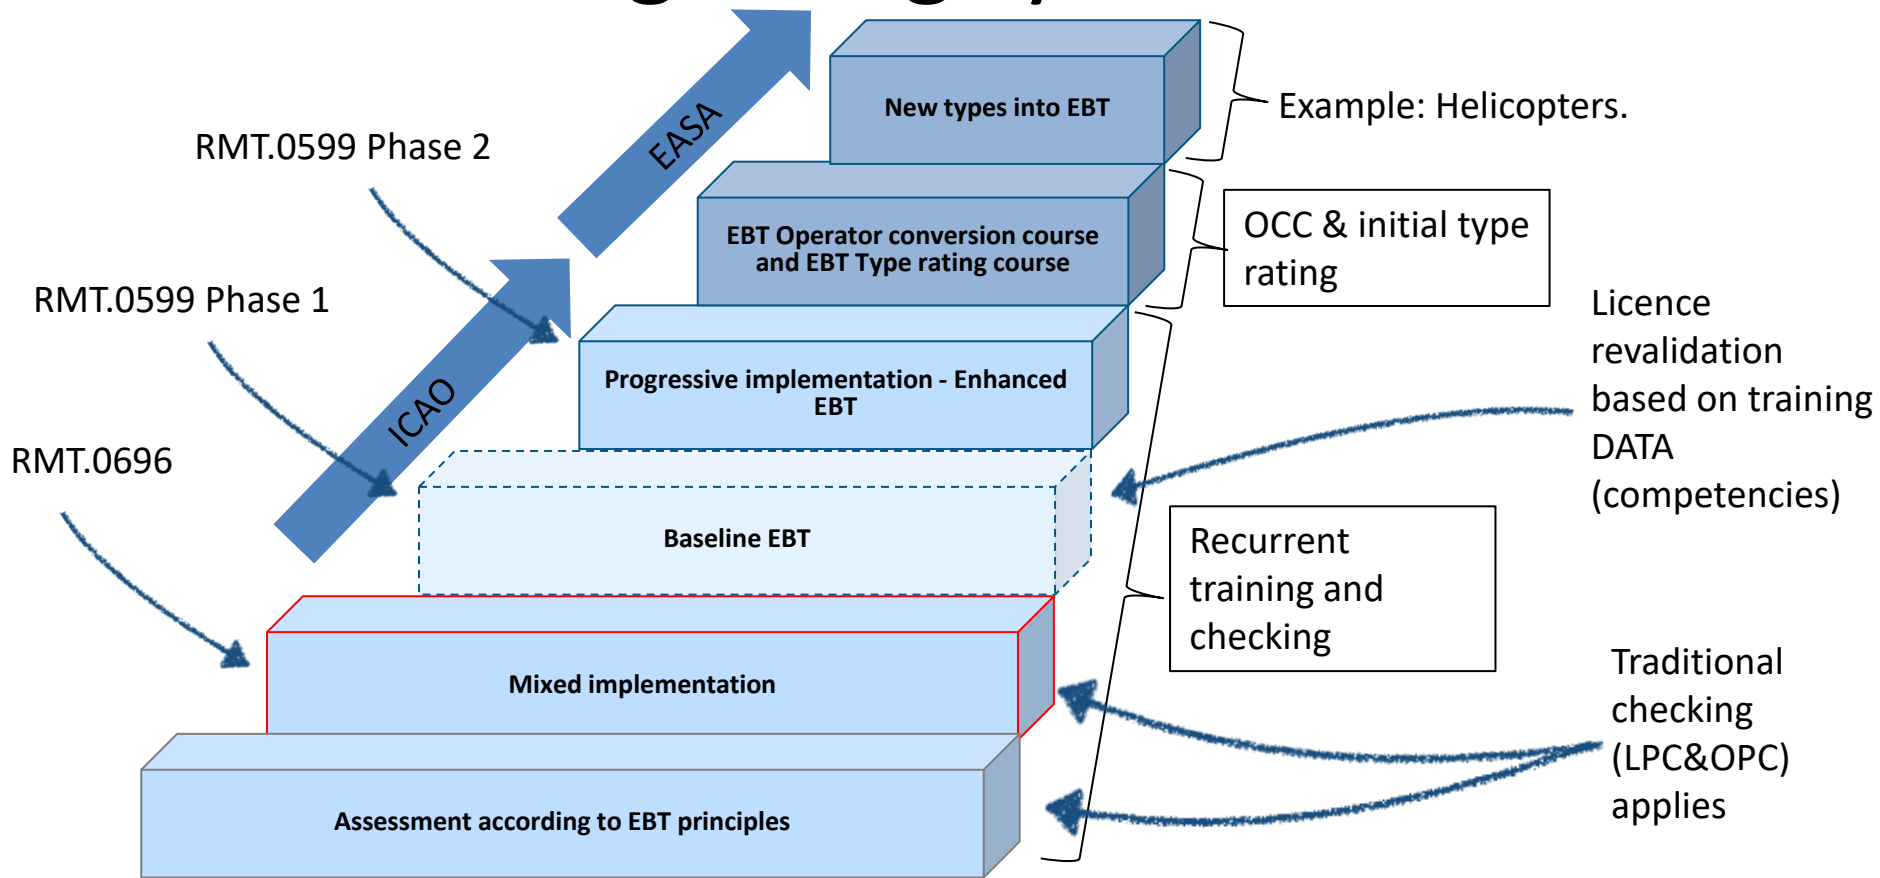 New types into EBT
Example: Helicopters.
EASA
RMT.0599 Phase 2
EBT Operator conversion course
and EBT Type rating course
OCC & initial type
rating
RMT.0599 Phase 1
Licence
revalidation
based on training
DATA
(competencies)
Progressive implementation - Enhanced
EBT
ICAO
RMT.0696
Baseline EBT
Recurrent
training and
checking
Mixed implementation
Traditional
checking
(LPC&OPC)
applies
Assessment according to EBT principles